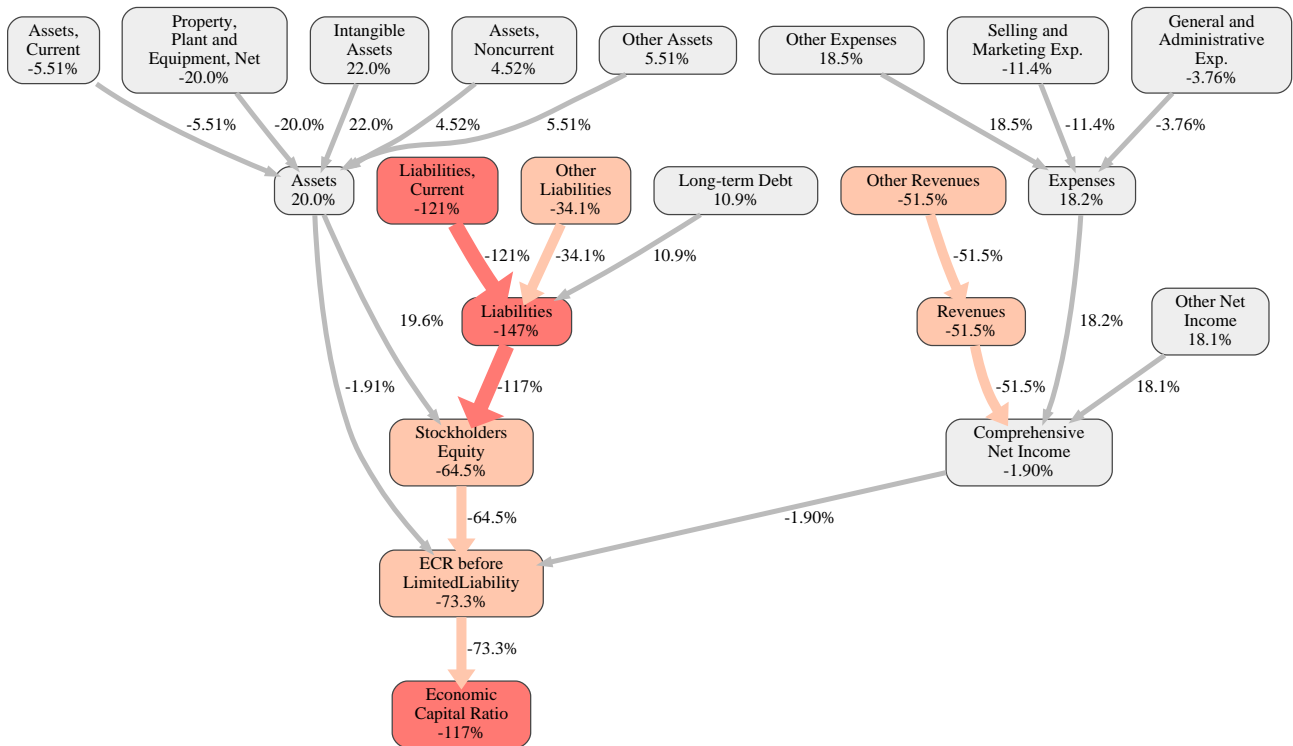 Assets,
Current
-5.51%
Property,
Plant and
Equipment, Net
-20.0%
Intangible
Assets
22.0%
Assets,
Noncurrent
4.52%
Other Assets
5.51%
Other Expenses
18.5%
Selling and
Marketing Exp.
-11.4%
General and
Administrative
Exp.
-3.76%
-5.51%
-20.0%
22.0%
4.52%
5.51%
18.5%
-11.4%
-3.76%
Assets
20.0%
Liabilities,
Current
-121%
Other
Liabilities
-34.1%
Long-term Debt
10.9%
Other Revenues
-51.5%
Expenses
18.2%
-121%
-34.1%
10.9%
-51.5%
Liabilities
-147%
Revenues
-51.5%
Other Net
Income
18.1%
19.6%
18.2%
-1.91%
-117%
-51.5%
18.1%
Stockholders
Equity
-64.5%
Comprehensive
Net Income
-1.90%
-64.5%
-1.90%
ECR before
LimitedLiability
-73.3%
-73.3%
Economic
Capital Ratio
-117%